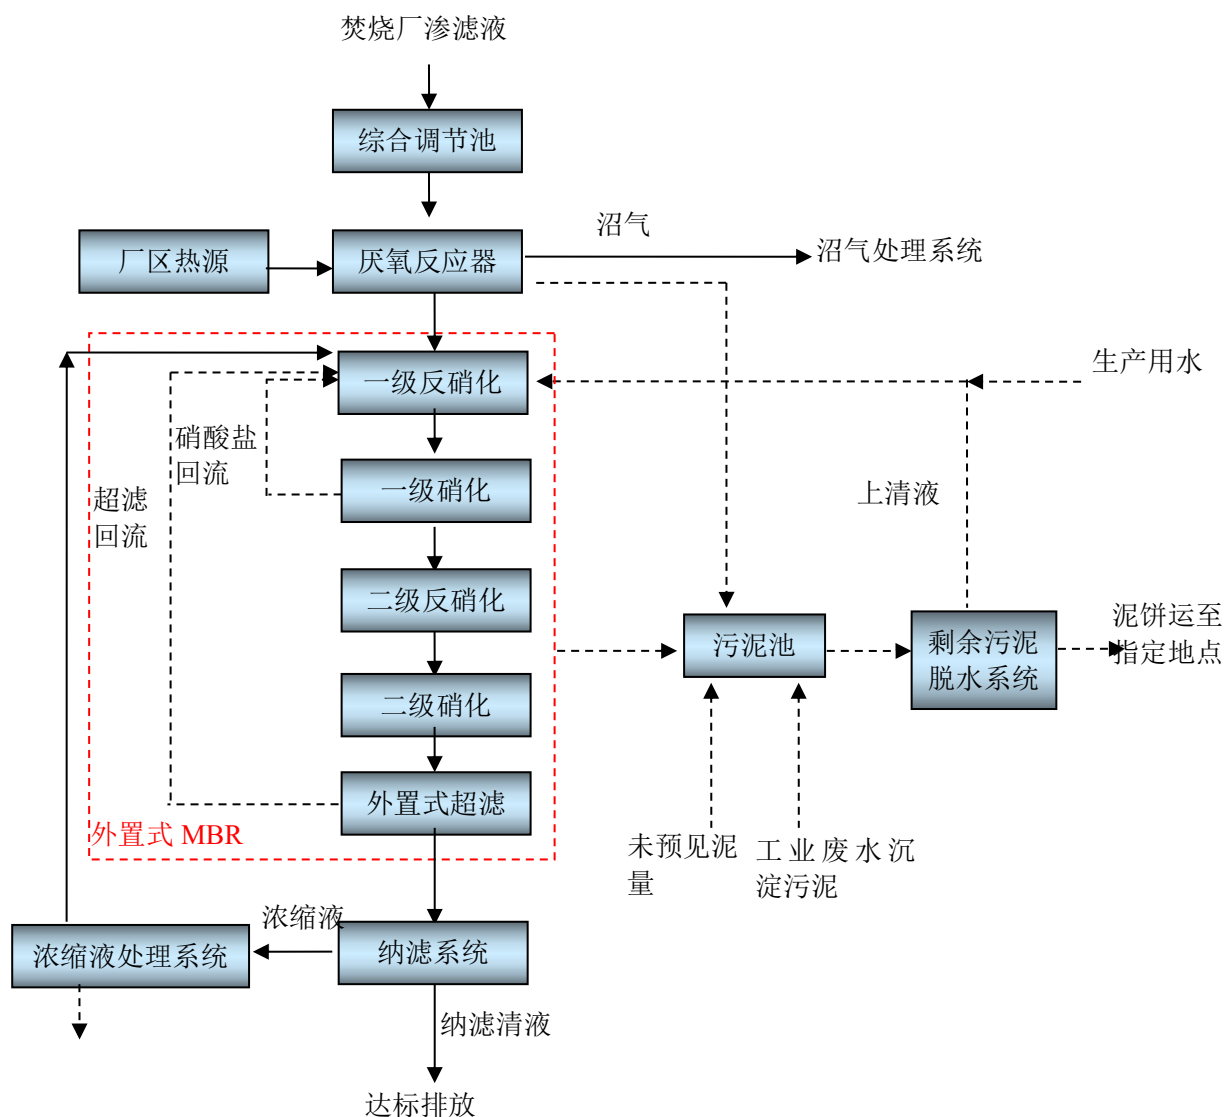 焚烧厂渗滤液
综合调节池
沼气
厂区热源
厌氧反应器
沼气处理系统
一级反硝化
生产用水
硝酸盐
回流
一级硝化
上清液
超滤
回流
二级反硝化
污泥池
剩余污泥
脱水系统
泥饼运至
指定地点
二级硝化
外置式超滤
外置式 MBR
未预见泥
量
工业废水沉
淀污泥
浓缩液
浓缩液处理系统
纳滤系统
纳滤清液
达标排放